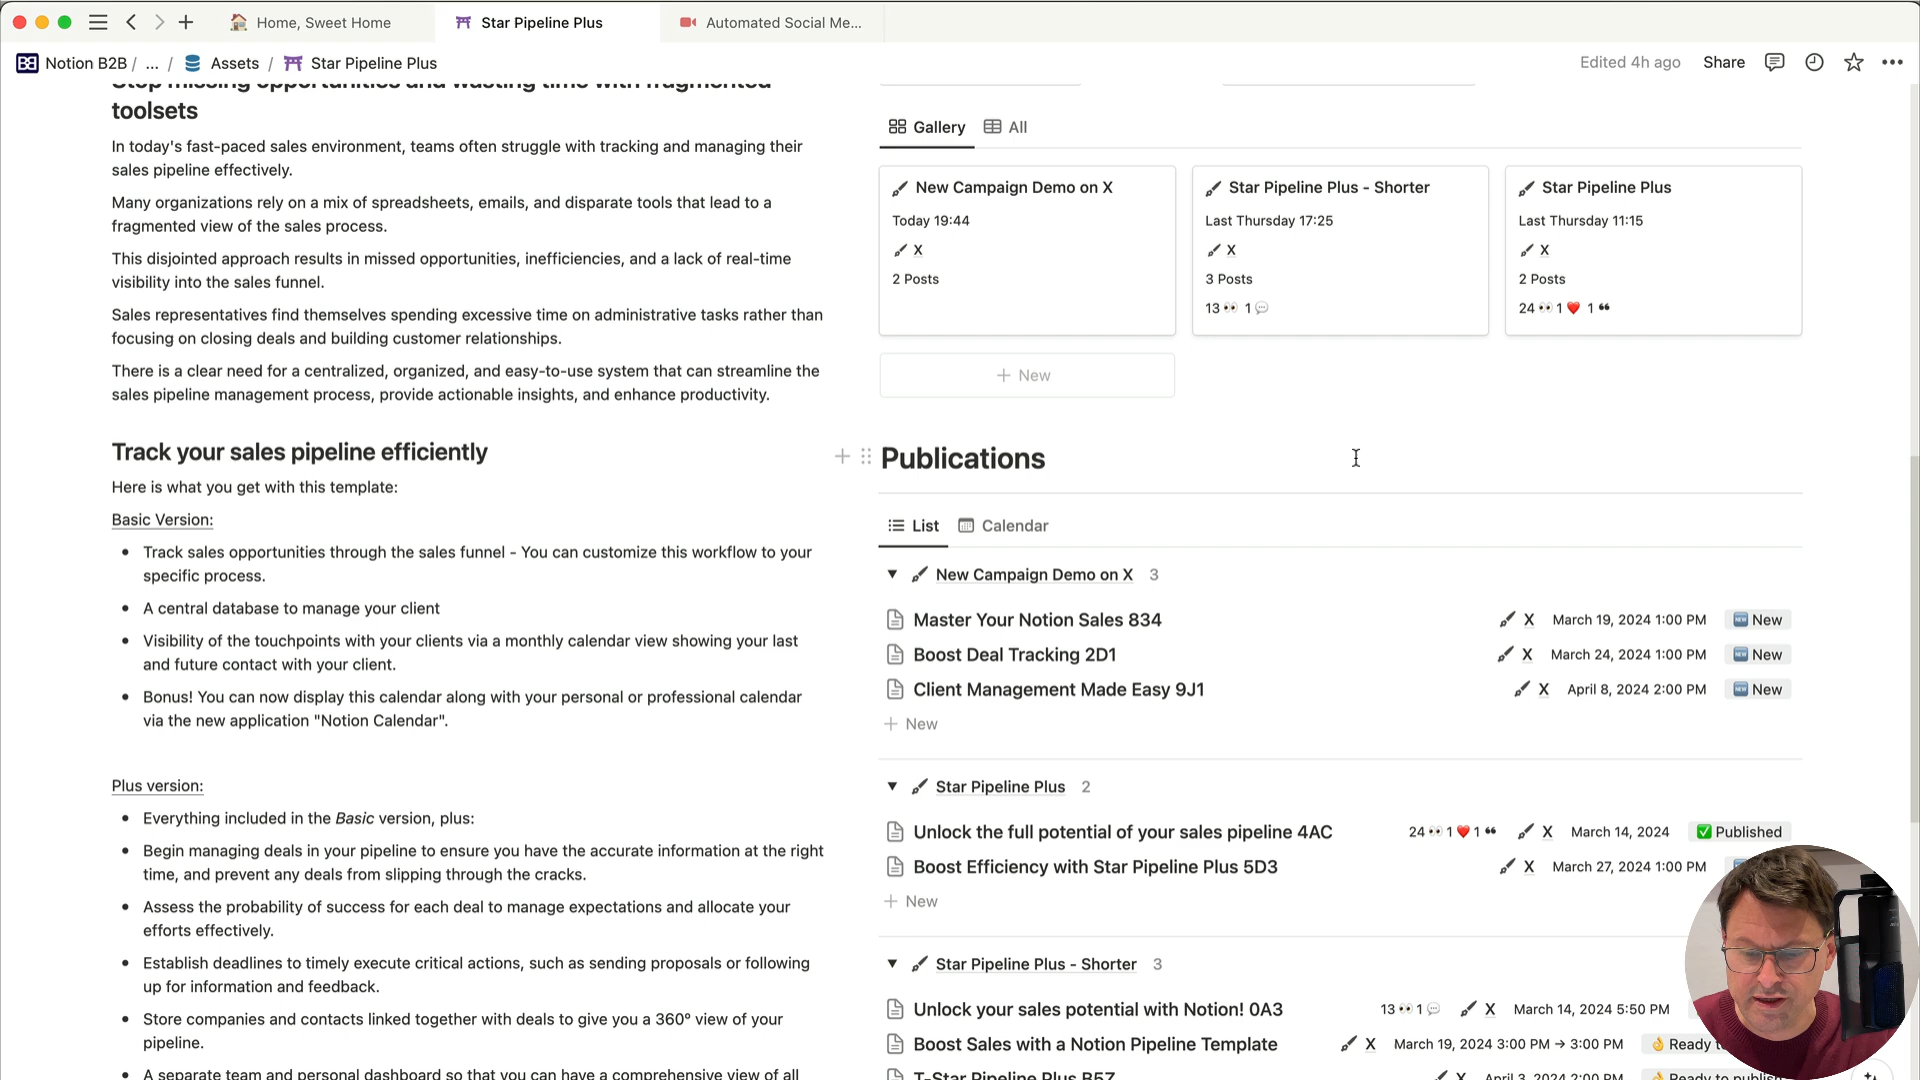 Home, Sweet Home
Star Pipeline Plus
Automated Social Me...
Notion B2B / ... / Assets / Star Pipeline Plus
Edited 4h ago
Share
Stop missing opportunities and wasting time with fragmented
toolsets
In today's fast-paced sales environment, teams often struggle with tracking and managing their
sales pipeline effectively.
Many organizations rely on a mix of spreadsheets, emails, and disparate tools that lead to a
fragmented view of the sales process.
This disjointed approach results in missed opportunities, inefficiencies, and a lack of real-time
visibility into the sales funnel.
Sales representatives find themselves spending excessive time on administrative tasks rather than
focusing on closing deals and building customer relationships.
There is a clear need for a centralized, organized, and easy-to-use system that can streamline the
sales pipeline management process, provide actionable insights, and enhance productivity.
Track your sales pipeline efficiently
Here is what you get with this template:
Basic Version:
• Track sales opportunities through the sales funnel - You can customize this workflow to your
specific process.
• A central database to manage your client
• Visibility of the touchpoints with your clients via a monthly calendar view showing your last
and future contact with your client.
• Bonus! You can now display this calendar along with your personal or professional calendar
via the new application "Notion Calendar".
Plus version:
• Everything included in the Basic version, plus:
• Begin managing deals in your pipeline to ensure you have the accurate information at the right
time, and prevent any deals from slipping through the cracks.
• Assess the probability of success for each deal to manage expectations and allocate your
efforts effectively.
• Establish deadlines to timely execute critical actions, such as sending proposals or following
up for information and feedback.
• Store companies and contacts linked together with deals to give you a 360° view of your
pipeline.
• A separate team and personal dashboard so that you can have a comprehensive view of all
Gallery
All
New Campaign Demo on X
Today 19:44
X
2 Posts
Star Pipeline Plus - Shorter
Last Thursday 17:25
X
3 Posts
13 👀 1 💬
Star Pipeline Plus
Last Thursday 11:15
X
2 Posts
24 👀 1 ❤️ 1 ❝
+ New
Publications
List
Calendar
New Campaign Demo on X 3
Master Your Notion Sales 834 X March 19, 2024 1:00 PM 🆕 New
Boost Deal Tracking 2D1 X March 24, 2024 1:00 PM 🆕 New
Client Management Made Easy 9J1 X April 8, 2024 2:00 PM 🆕 New
+ New
Star Pipeline Plus 2
Unlock the full potential of your sales pipeline 4AC 24 👀 1 ❤️ 1 ❝ X March 14, 2024 ✅ Published
Boost Efficiency with Star Pipeline Plus 5D3 X March 27, 2024 1:00 PM
+ New
Star Pipeline Plus - Shorter 3
Unlock your sales potential with Notion! 0A3 13 👀 1 💬 X March 14, 2024 5:50 PM
Boost Sales with a Notion Pipeline Template X March 19, 2024 3:00 PM → 3:00 PM 👌 Ready
T-Star Pipeline Plus B5Z X April 3, 2024 2:00 PM Ready to publish